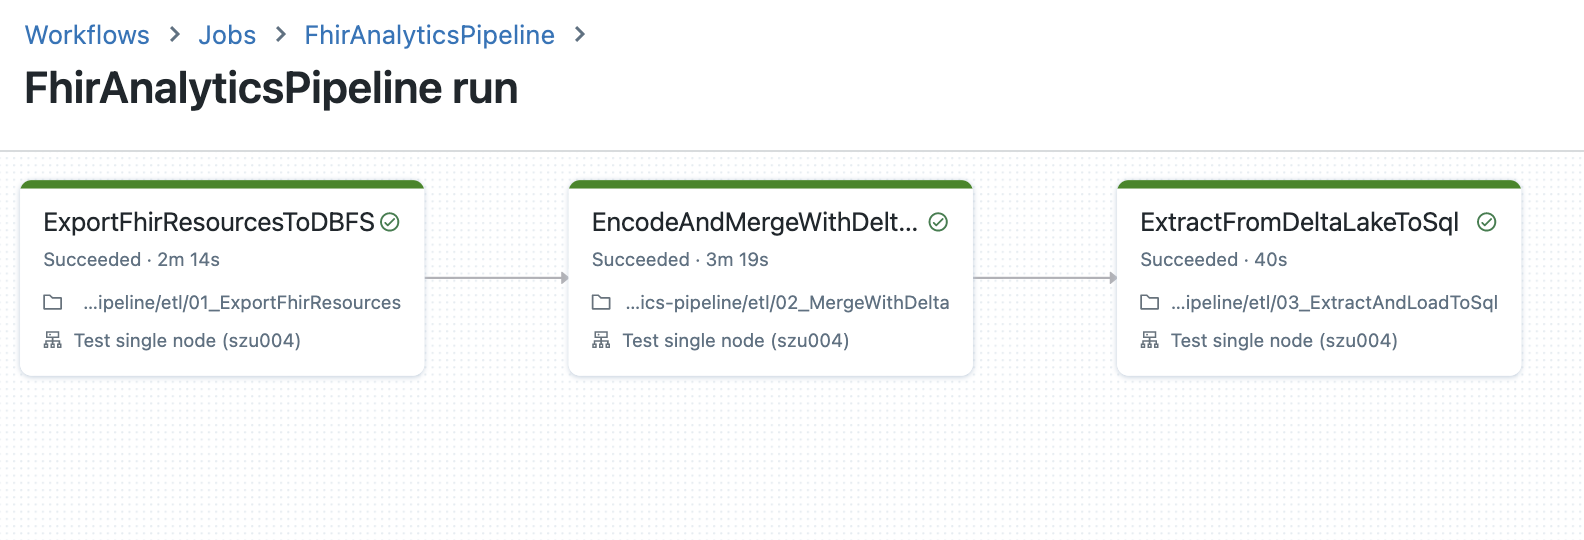 Workflows > Jobs > FhirAnalyticsPipeline >
FhirAnalyticsPipeline run
ExportFhirResourcesToDBFS
Succeeded · 2m 14s
...ipeline/etl/01_ExportFhirResources
Test single node (szu004)
EncodeAndMergeWithDelt...
Succeeded · 3m 19s
...ics-pipeline/etl/02_MergeWithDelta
Test single node (szu004)
ExtractFromDeltaLakeToSql
Succeeded · 40s
...ipeline/etl/03_ExtractAndLoadToSql
Test single node (szu004)